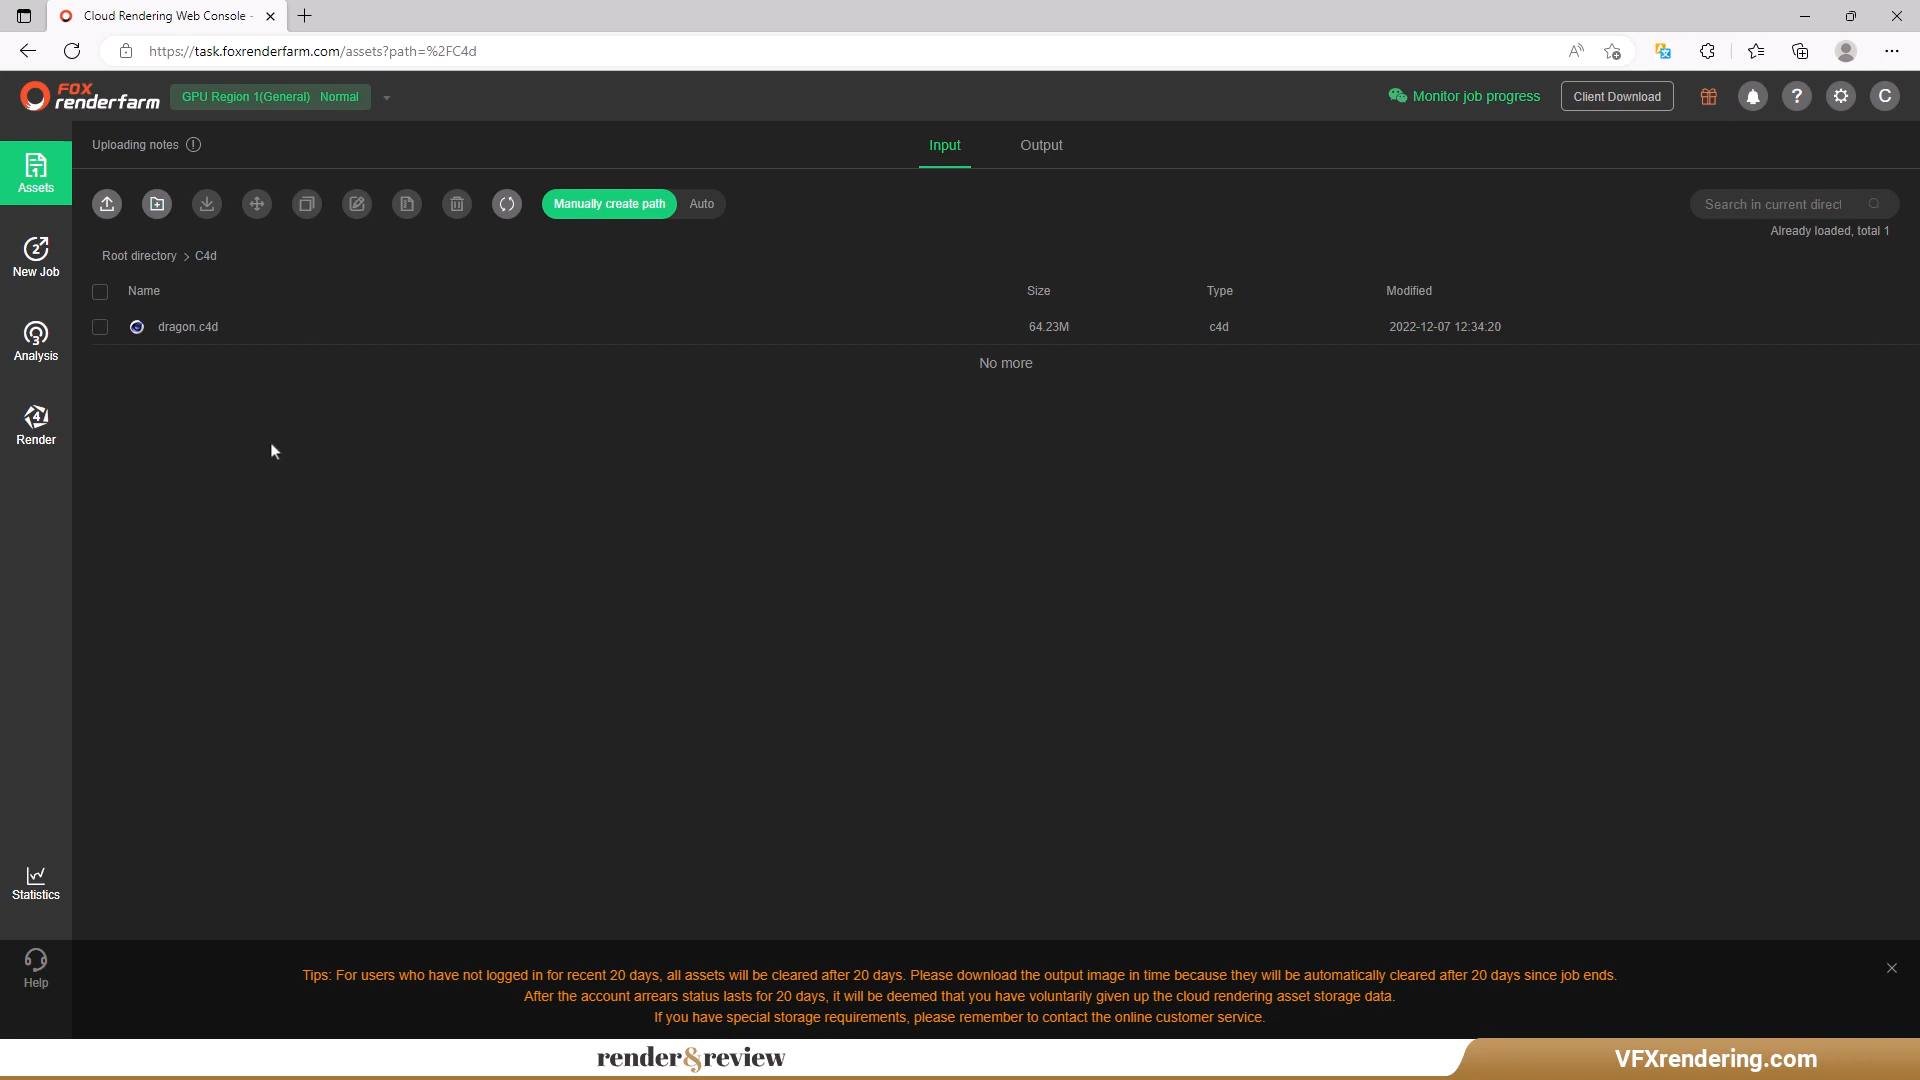 Cloud Rendering Web Console -
https://task.foxrenderfarm.com/assets?path=%2FC4d
FOX
renderfarm
GPU Region 1(General) Normal
Monitor job progress
Client Download
?
C
Uploading notes
Input
Output
1
Assets
Manually create path
Auto
Search in current direct
Already loaded, total 1
2
New Job
Root directory > C4d
Name
Size
Type
Modified
dragon.c4d
64.23M
c4d
2022-12-07 12:34:20
No more
3
Analysis
4
Render
Statistics
Help
Tips: For users who have not logged in for recent 20 days, all assets will be cleared after 20 days. Please download the output image in time because they will be automatically cleared after 20 days since job ends.
After the account arrears status lasts for 20 days, it will be deemed that you have voluntarily given up the cloud rendering asset storage data.
If you have special storage requirements, please remember to contact the online customer service.
render&review
VFXrendering.com